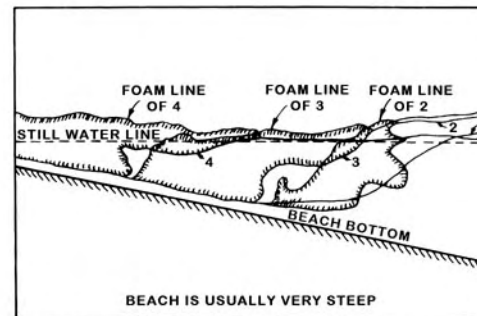 FOAM LINE
OF 4
FOAM LINE
OF 3
FOAM LINE
OF 2
STILL WATER LINE
2
4
3
BEACH BOTTOM
BEACH IS USUALLY VERY STEEP